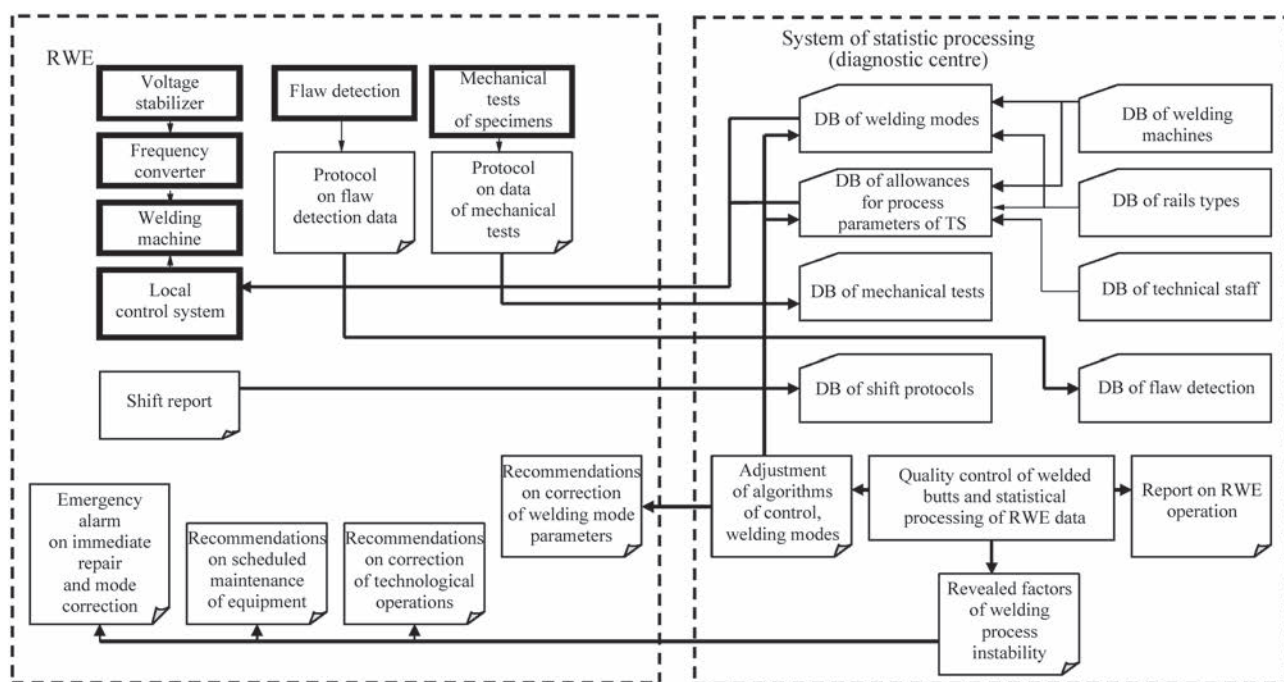 RWE
Voltage
stabilizer
Frequency
converter
Welding
machine
Local
control system
Flaw detection
Protocol
on flaw
detection data
Mechanical
tests
of specimens
Protocol
on data
of mechanical
tests
Shift report
Emergency
alarm
on immediate
repair
and mode
correction
Recommendations
on scheduled
maintenance
of equipment
Recommendations
on correction
of technological
operations
Recommendations
on correction
of welding mode
parameters
System of statistic processing
(diagnostic centre)
DB of welding modes
DB of allowances
for process
parameters of TS
DB of mechanical tests
DB of shift protocols
DB of welding
machines
DB of rails types
DB of technical staff
DB of flaw detection
Adjustment
of algorithms
of control,
welding modes
Quality control of welded
butts and statistical
processing of RWE data
Report on RWE
operation
Revealed factors
of welding
process
instability